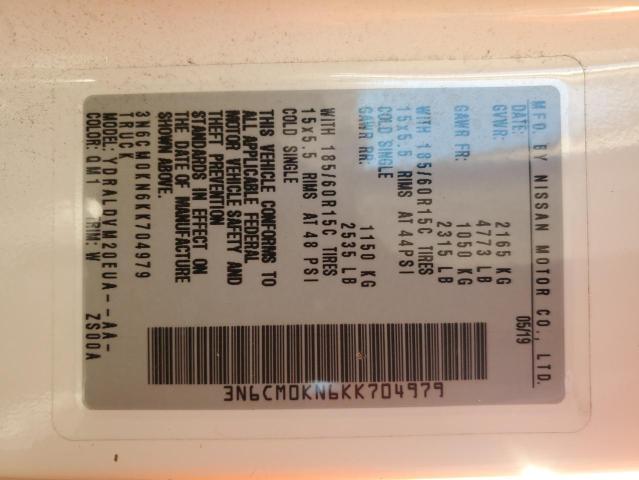 MFD. BY NISSAN MOTOR CO., LTD.
DATE: 05/19
GVWR: 2165 KG
4773 LB
GAWR FR: 1050 KG
2315 LB
WITH 185/60R15C TIRES
15x5.5 RIMS AT 44PSI
COLD SINGLE
GAWR RR: 1150 KG
2535 LB
WITH 185/60R15C TIRES
15x5.5 RIMS AT 48 PSI
COLD SINGLE
THIS VEHICLE CONFORMS TO
ALL APPLICABLE FEDERAL
MOTOR VEHICLE SAFETY AND
THEFT PREVENTION
STANDARDS IN EFFECT ON
THE DATE OF MANUFACTURE
SHOWN ABOVE.
3N6CM0KN6KK704979
TRUCK
MODEL: YDRALDVM20EUA--AA-
COLOR: QM1 TRIM: W ZS00A
3N6CM0KN6KK704979